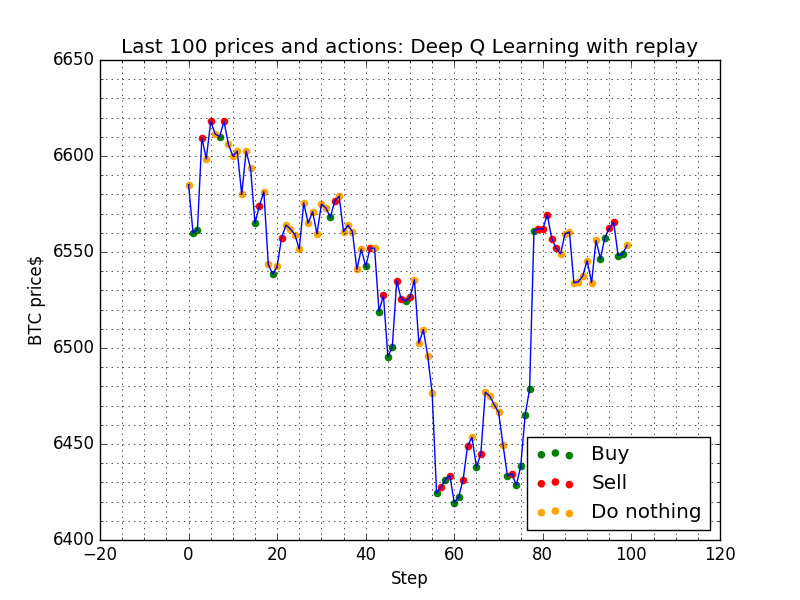 Last 100 prices and actions: Deep Q Learning with replay
6650
6600
6550
6500
6450
6400
BTC price$
−20
0
20
40
60
80
100
120
Step
Buy
Sell
Do nothing